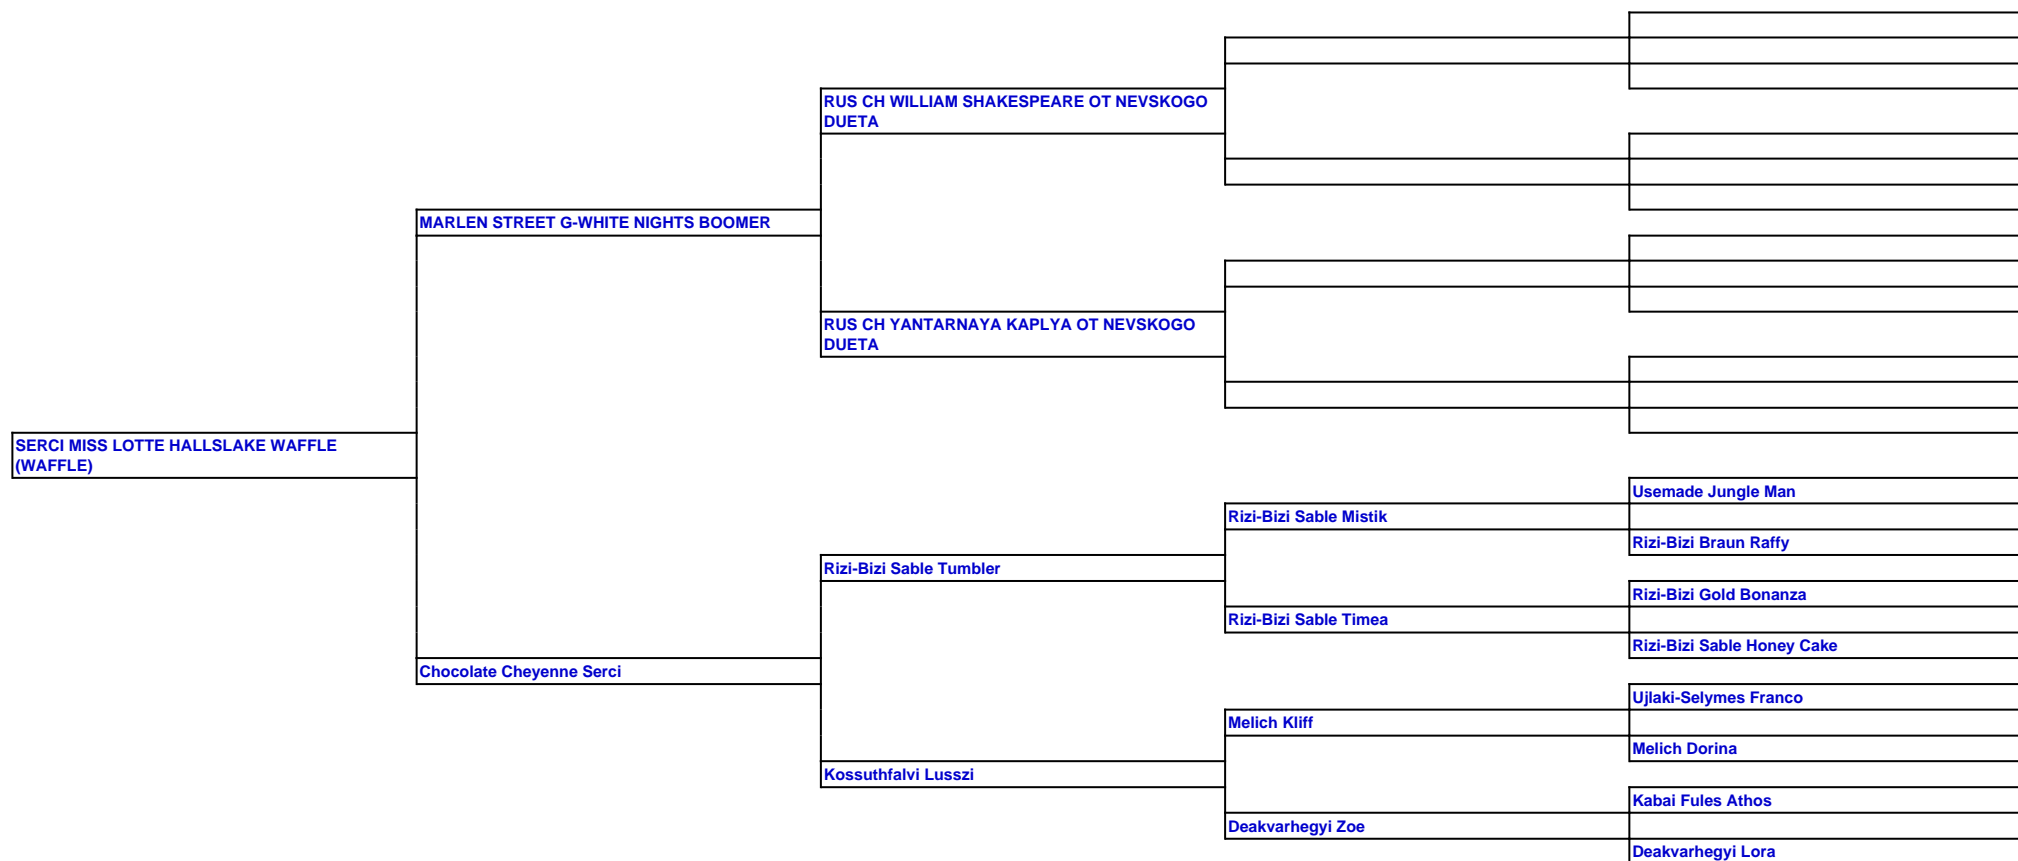 RUS CH WILLIAM SHAKESPEARE OT NEVSKOGO
DUETA
MARLEN STREET G-WHITE NIGHTS BOOMER
RUS CH YANTARNAYA KAPLYA OT NEVSKOGO
DUETA
SERCI MISS LOTTE HALLSLAKE WAFFLE
(WAFFLE)
Usemade Jungle Man
Rizi-Bizi Sable Mistik
Rizi-Bizi Braun Raffy
Rizi-Bizi Sable Tumbler
Rizi-Bizi Gold Bonanza
Rizi-Bizi Sable Timea
Rizi-Bizi Sable Honey Cake
Chocolate Cheyenne Serci
Ujlaki-Selymes Franco
Melich Kliff
Melich Dorina
Kossuthfalvi Lusszi
Kabai Fules Athos
Deakvarhegyi Zoe
Deakvarhegyi Lora